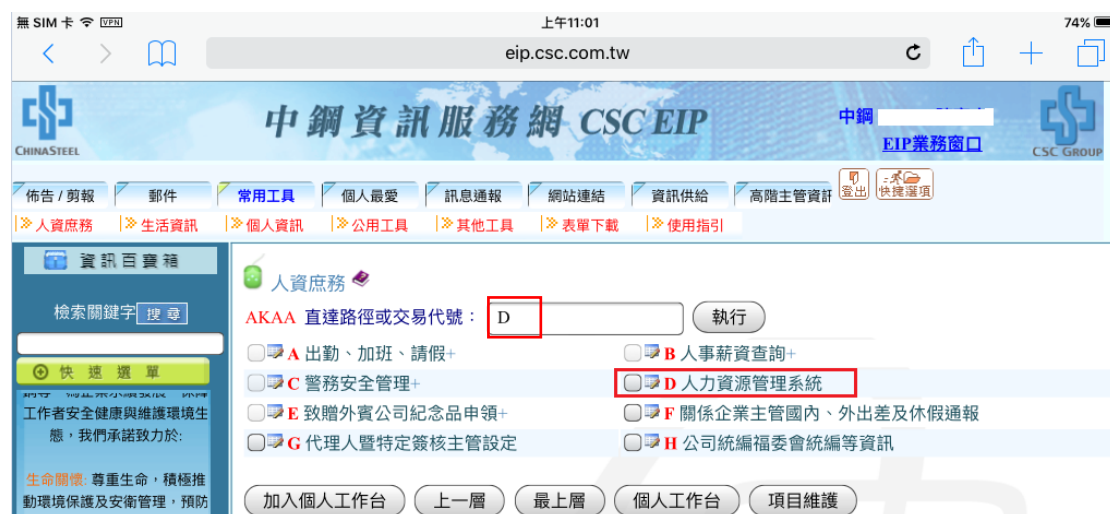 無 SIM 卡 VPN 上午11:01 74%
eip.csc.com.tw
中鋼資訊服務網 CSC EIP
中鋼
EIP業務窗口
CHINASTEEL
CSC GROUP
佈告 / 剪報 郵件 常用工具 個人最愛 訊息通報 網站連結 資訊供給 高階主管資訊 登出 快捷選項
人資庶務 生活資訊 個人資訊 公用工具 其他工具 表單下載 使用指引
資訊百寶箱
人資庶務
檢索關鍵字 搜尋
AKAA 直達路徑或交易代號： D 執行
A 出勤、加班、請假+ B 人事薪資查詢+
快速選單
C 警務安全管理+ D 人力資源管理系統
E 致贈外賓公司紀念品申領+ F 關係企業主管國內、外出差及休假通報
G 代理人暨特定簽核主管設定 H 公司統編福委會統編等資訊
工作者安全健康與維護環境生
態，我們承諾致力於:
生命關懷: 尊重生命，積極推
動環境保護及安衛管理，預防
加入個人工作台 上一層 最上層 個人工作台 項目維護